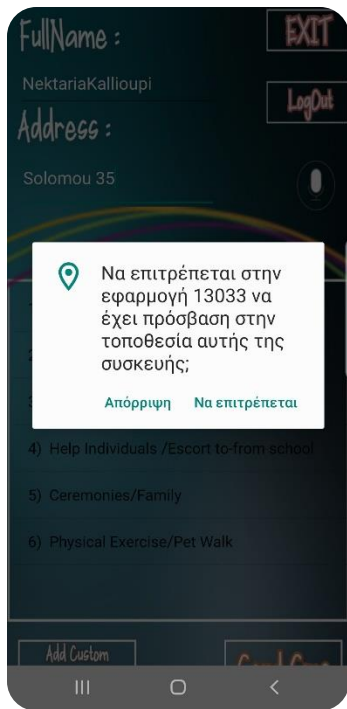 FullName :
EXIT
NektariaKallioupi
LogOut
Address :
Solomou 35
Να επιτρέπεται στην
εφαρμογή 13033 να
έχει πρόσβαση στην
τοποθεσία αυτής της
συσκευής;
Απόρριψη Να επιτρέπεται
4) Help Individuals /Escort to-from school
5) Ceremonies/Family
6) Physical Exercise/Pet Walk
Add Custom